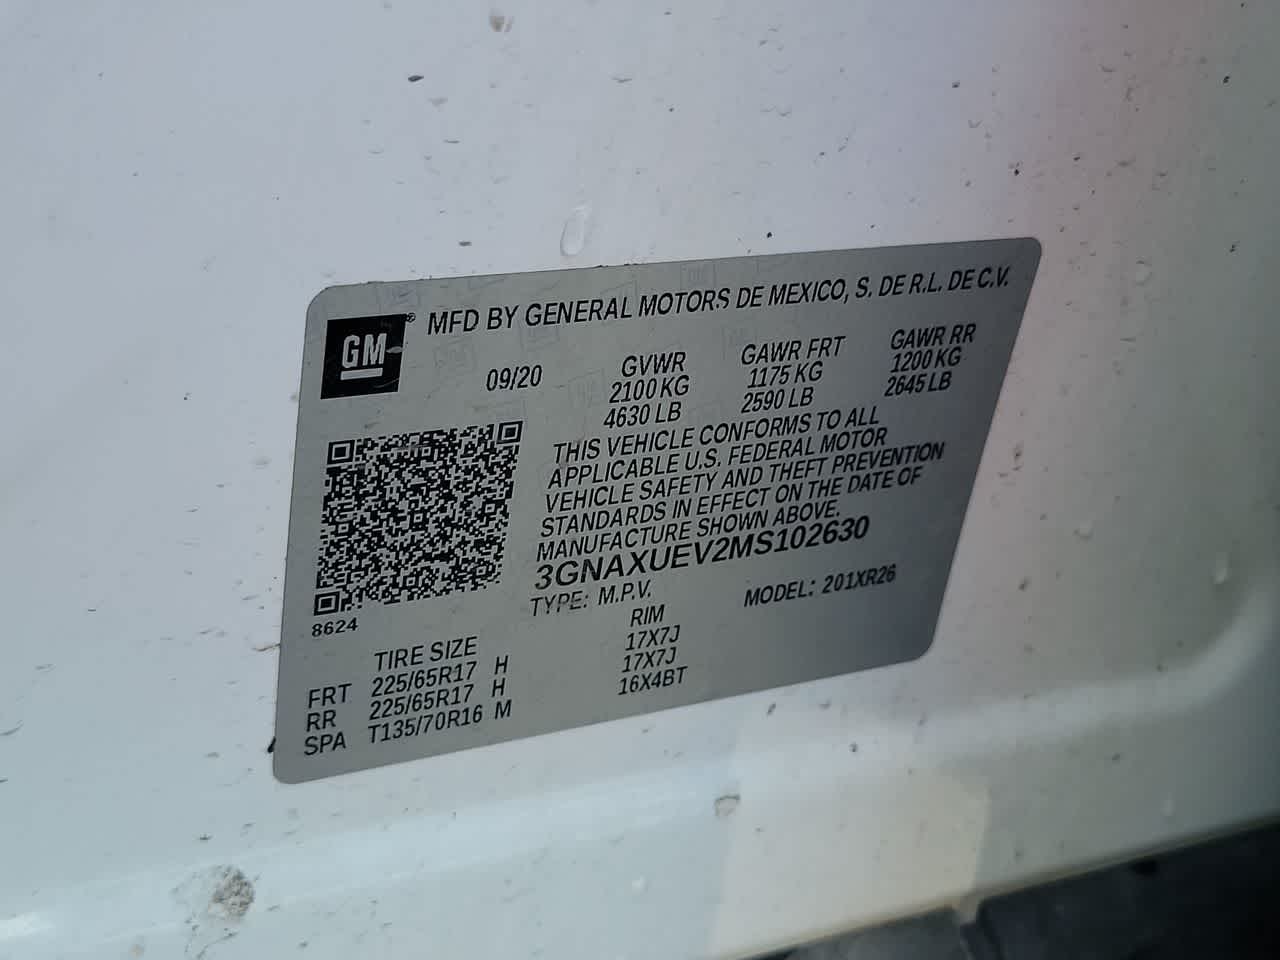 GM® MFD BY GENERAL MOTORS DE MEXICO, S. DE R.L. DE C.V.
09/20 GVWR GAWR FRT GAWR RR
2100 KG 1175 KG 1200 KG
4630 LB 2590 LB 2645 LB
THIS VEHICLE CONFORMS TO ALL
APPLICABLE U.S. FEDERAL MOTOR
VEHICLE SAFETY AND THEFT PREVENTION
STANDARDS IN EFFECT ON THE DATE OF
MANUFACTURE SHOWN ABOVE.
3GNAXUEV2MS102630
TYPE: M.P.V. MODEL: 201XR26
8624
TIRE SIZE RIM
FRT 225/65R17 H 17X7J
RR 225/65R17 H 17X7J
SPA T135/70R16 M 16X4BT